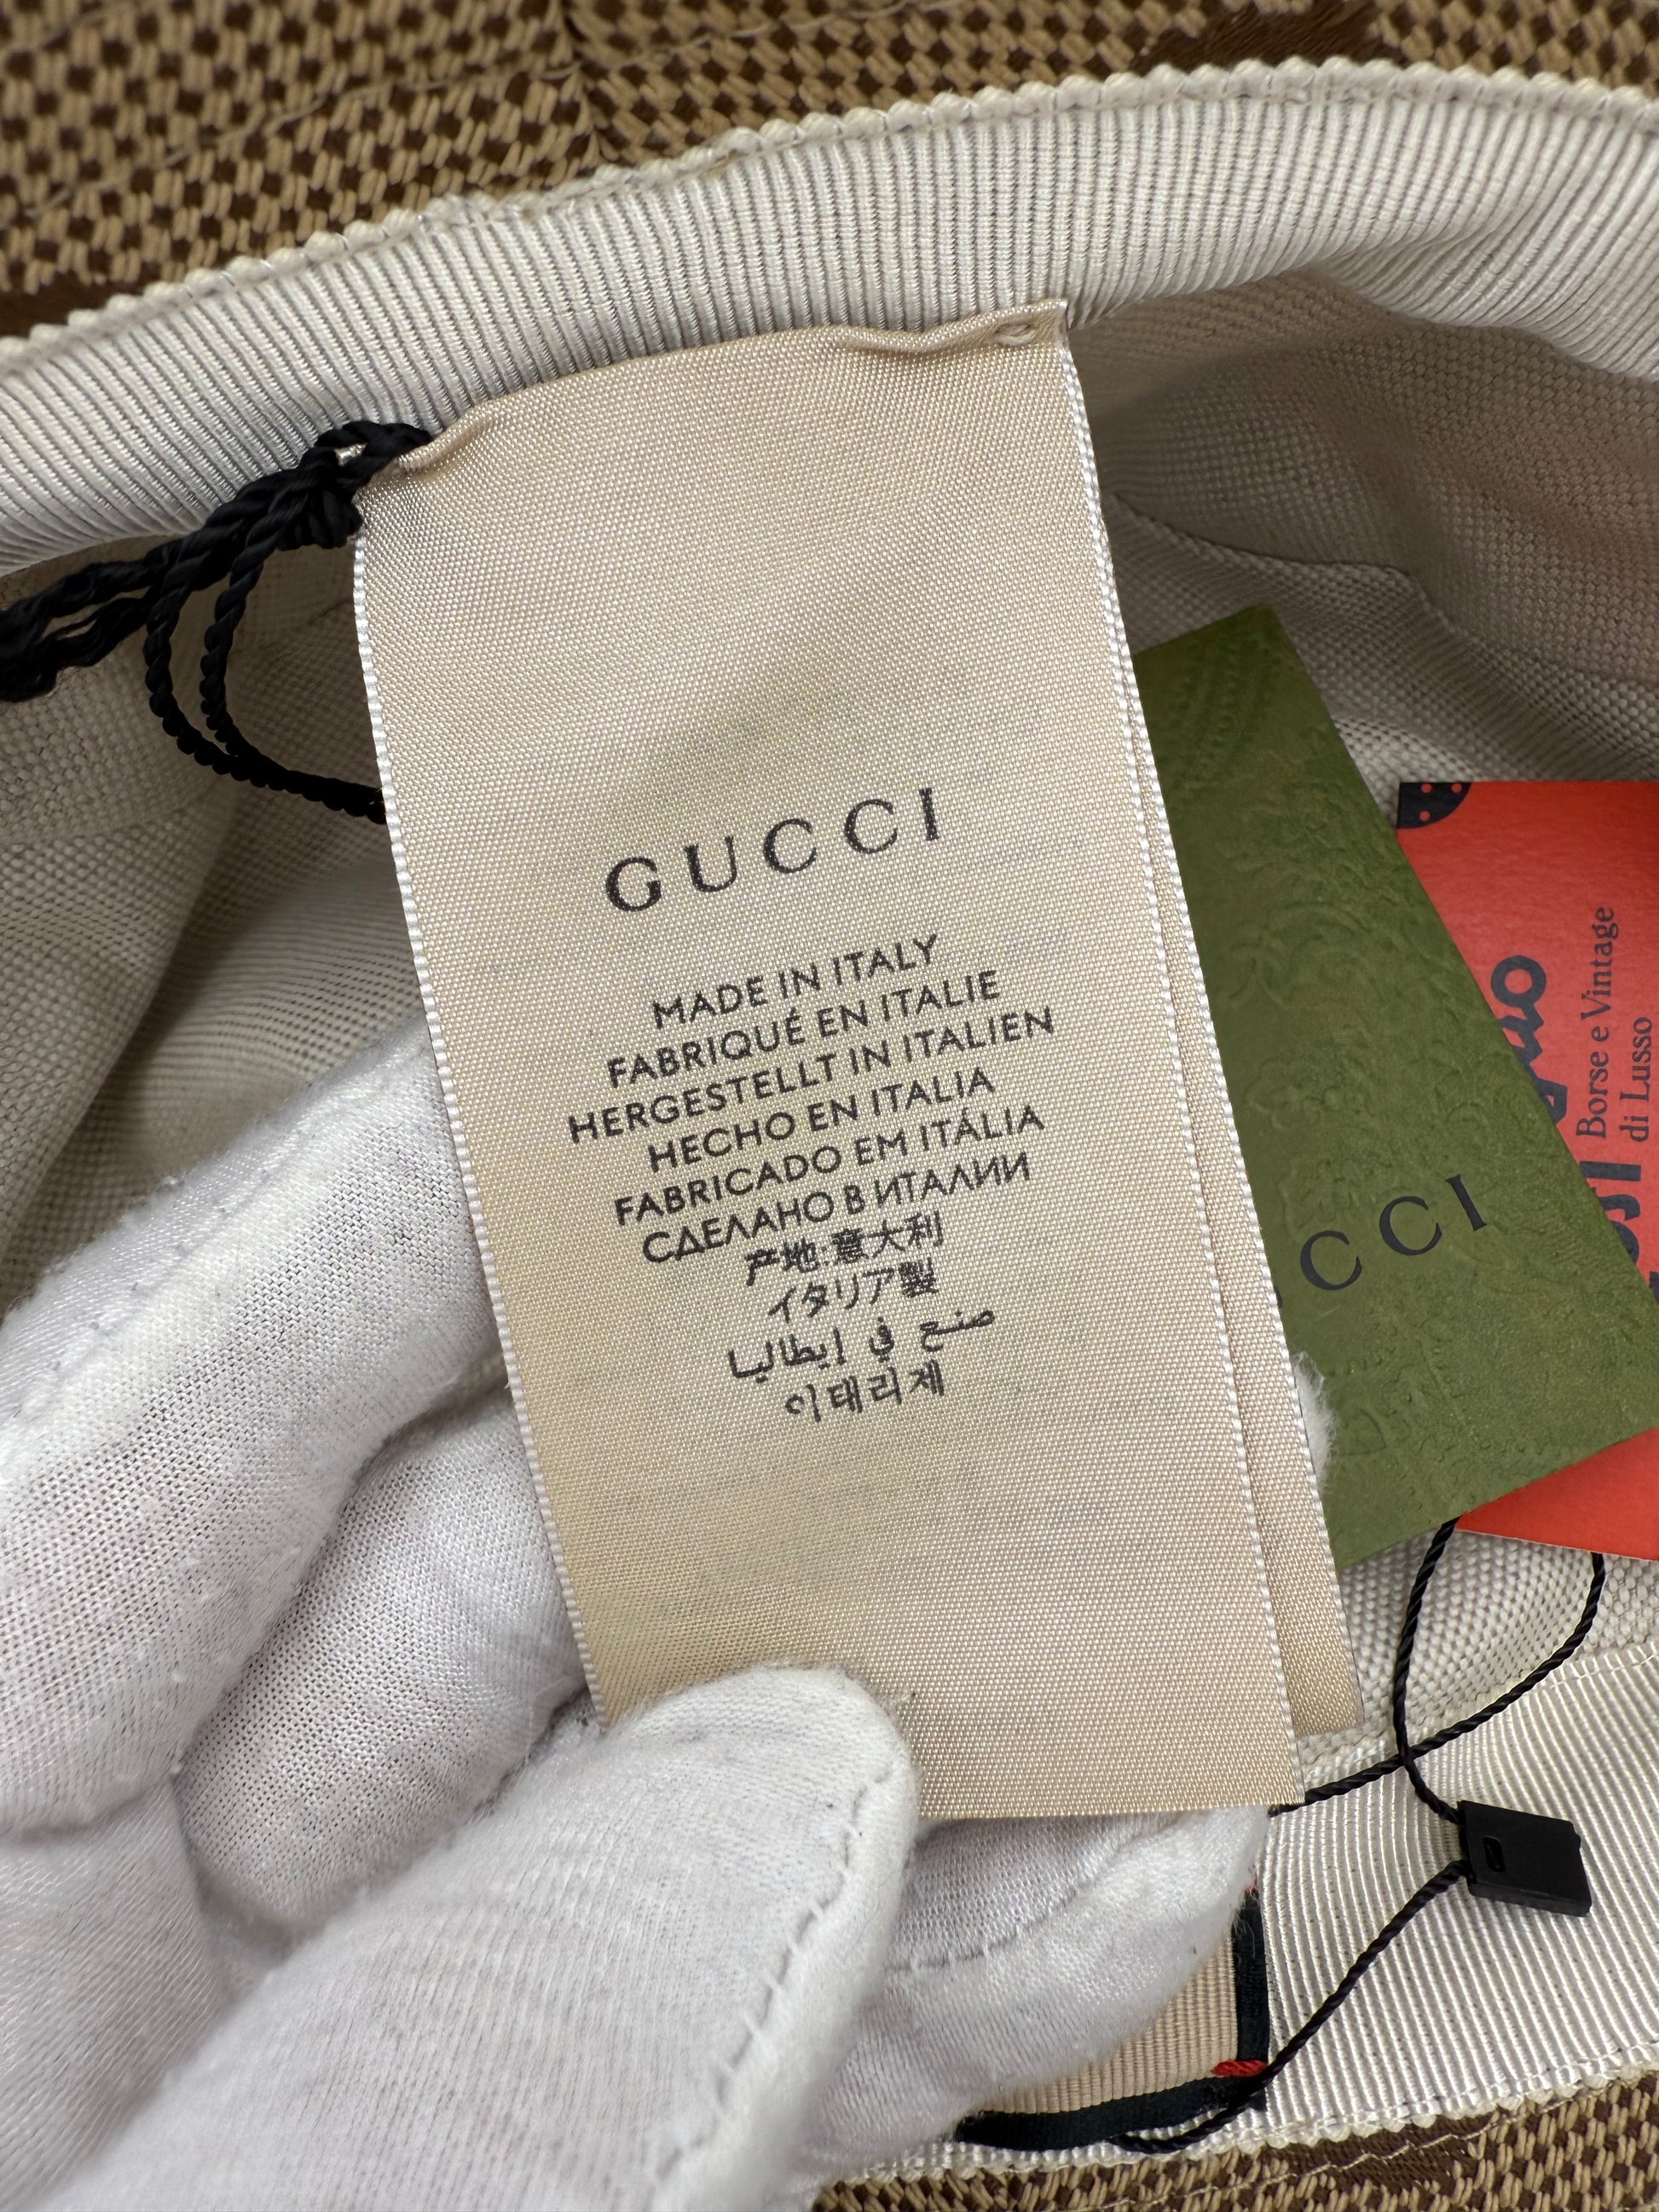 GUCCI
MADE IN ITALY
FABRIQUÉ EN ITALIE
HERGESTELLT IN ITALIEN
HECHO EN ITALIA
FABRICADO EM ITÁLIA
СДЕЛАНО В ИТАЛИИ
产地:意大利
イタリア製
صنع في إيطاليا
이태리제
CCI
Borse e Vintage
di Lusso